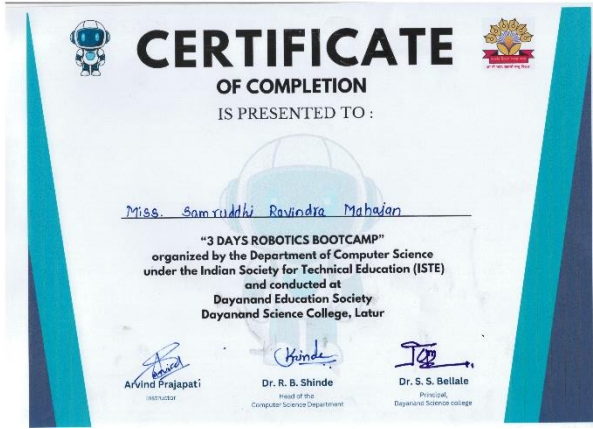 CERTIFICATE
OF COMPLETION
IS PRESENTED TO :
Miss. Samruddhi Ravindra Mahajan
“3 DAYS ROBOTICS BOOTCAMP”
organized by the Department of Computer Science
under the Indian Society for Technical Education (ISTE)
and conducted at
Dayanand Education Society
Dayanand Science College, Latur
Arvind
Shinde
Arvind Prajapati Dr. R. B. Shinde Dr. S. S. Bellale
Instructor Head of the Principal,
Computer Science Department Dayanand Science college